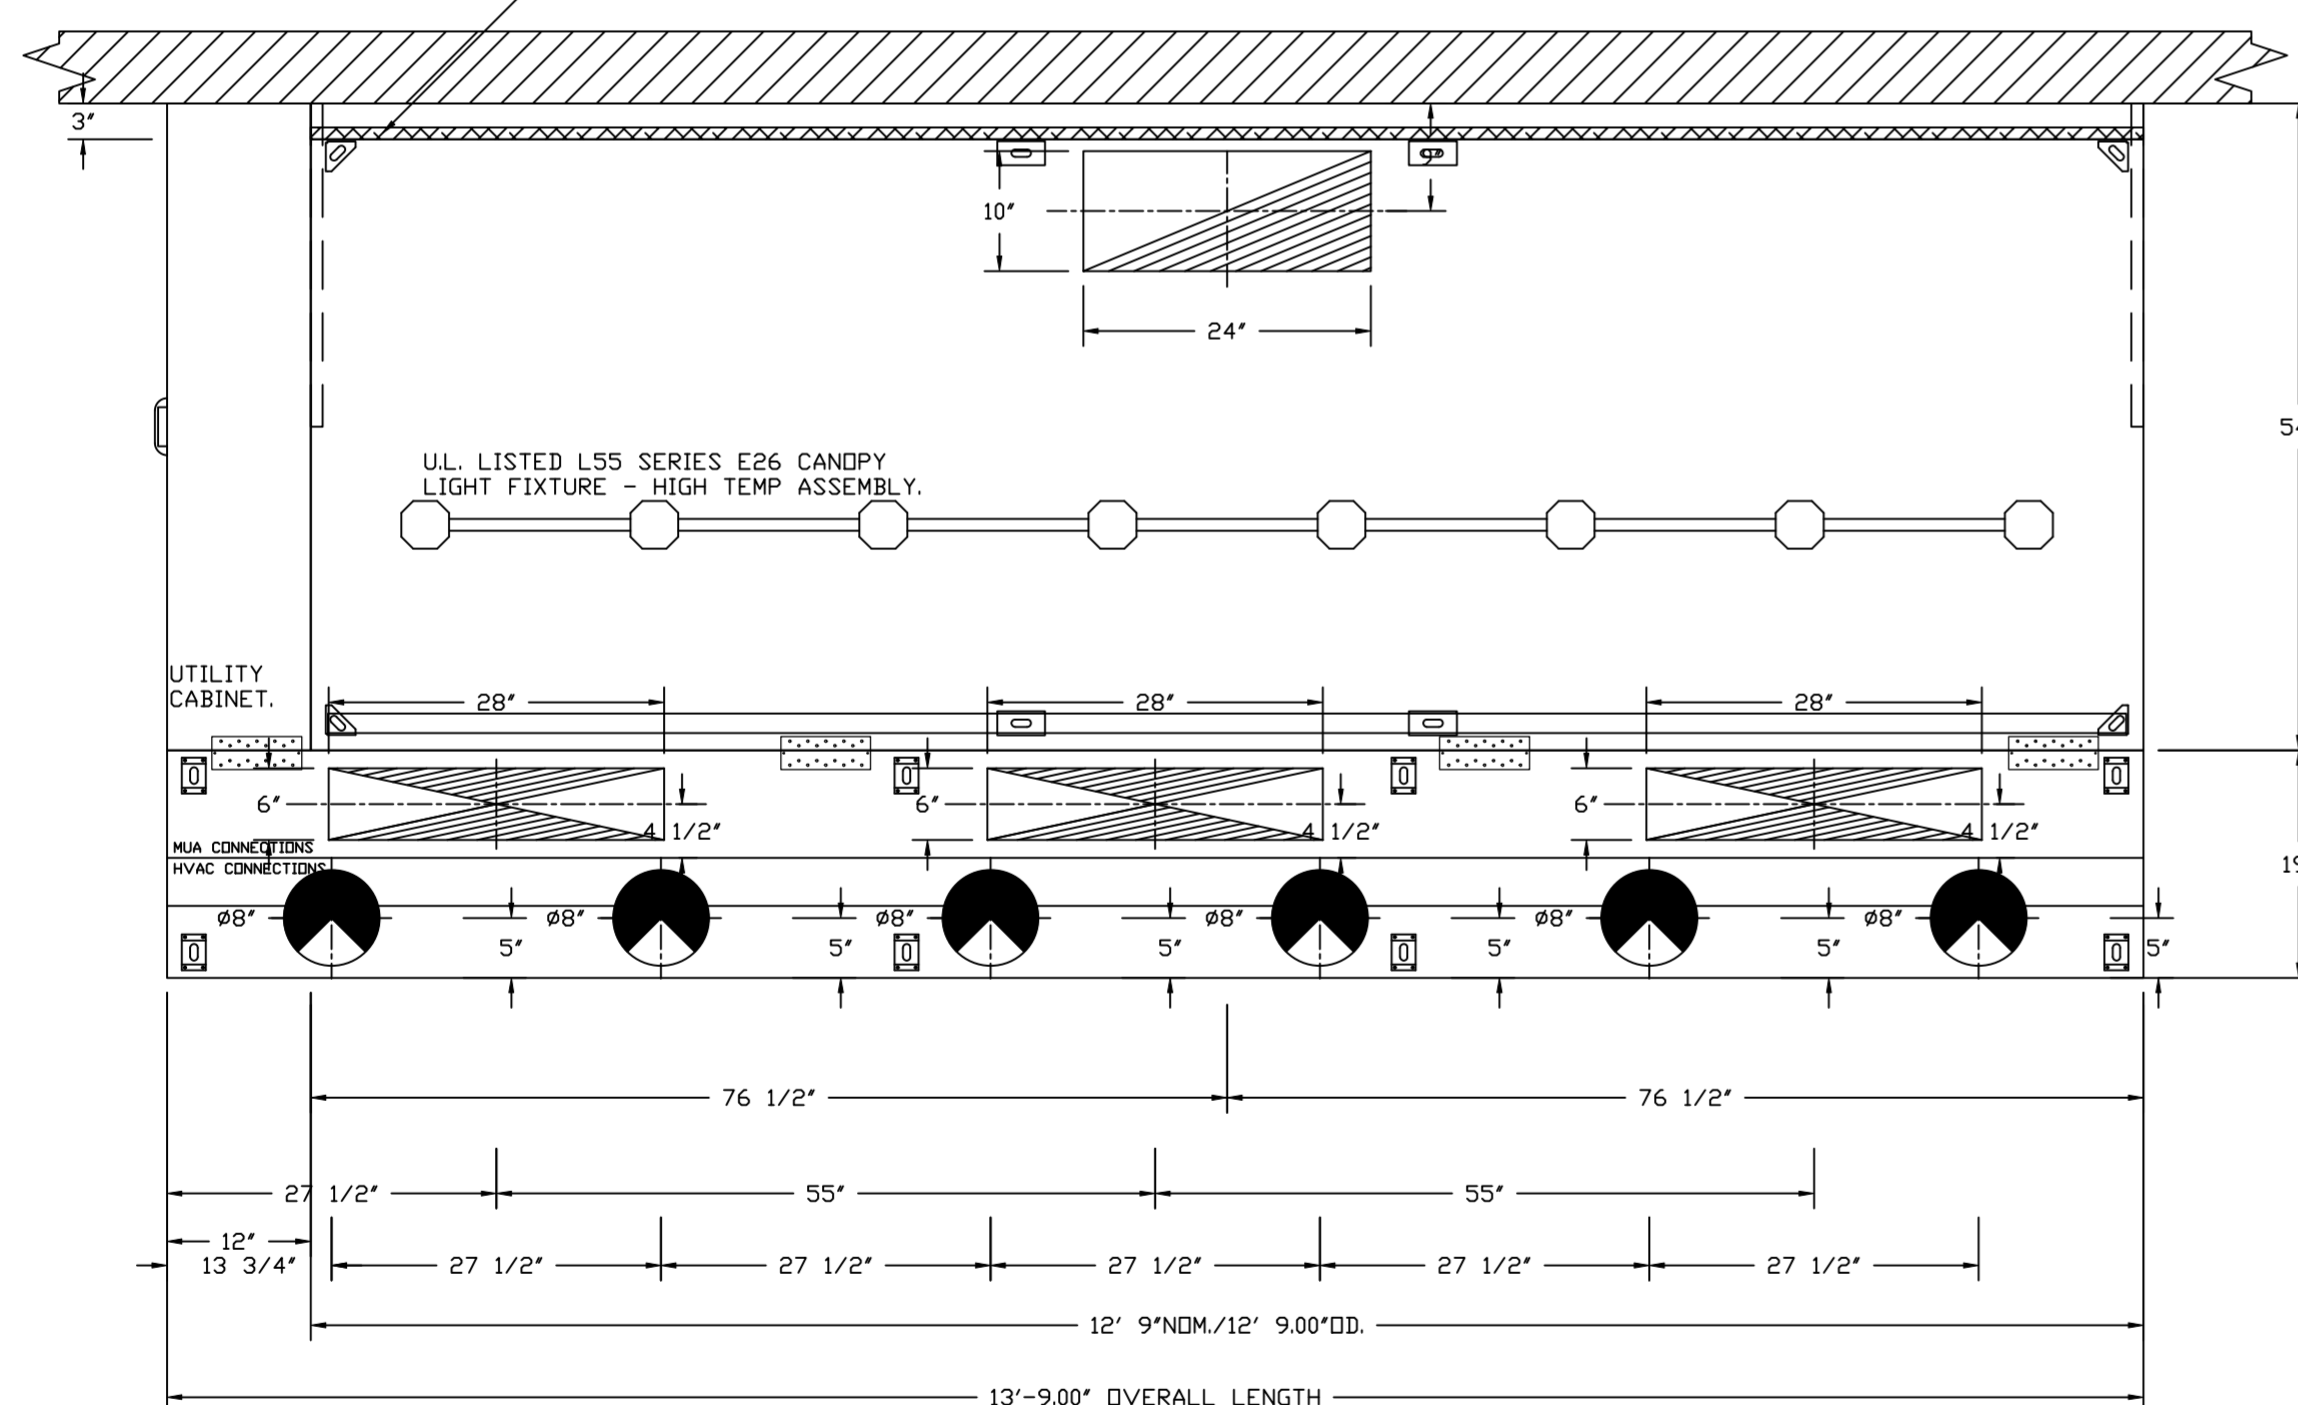 3"
10"
24"
54
U.L. LISTED L55 SERIES E26 CANOPY
LIGHT FIXTURE - HIGH TEMP ASSEMBLY.
UTILITY
CABINET.
28" 28" 28"
6" 6" 6"
4 1/2" 4 1/2" 4 1/2"
MUA CONNECTIONS
HVAC CONNECTIONS
19
ø8" ø8" ø8" ø8" ø8" ø8"
5" 5" 5" 5" 5" 5"
76 1/2" 76 1/2"
27 1/2" 55" 55"
12"
13 3/4" 27 1/2" 27 1/2" 27 1/2" 27 1/2" 27 1/2"
12' 9"NOM./12' 9.00"OD.
13'-9.00" OVERALL LENGTH